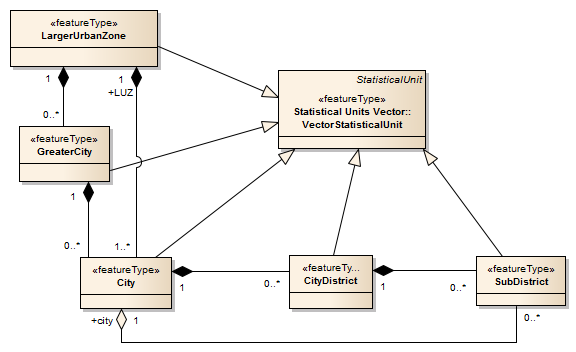 «featureType»
LargerUrbanZone
1
1
+LUZ
StatisticalUnit
«featureType»
Statistical Units Vector::
VectorStatisticalUnit
0..*
«featureType»
GreaterCity
1
0..*
1..*
«featureType»
City
1
0..*
«featureTy...
CityDistrict
1
0..*
«featureType»
SubDistrict
+city
1
0..*